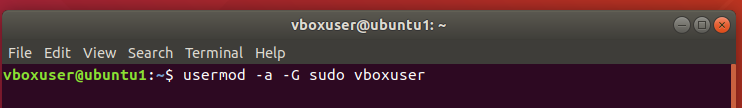 vboxuser@ubuntu1: ~
File Edit View Search Terminal Help
vboxuser@ubuntu1:~$ usermod -a -G sudo vboxuser